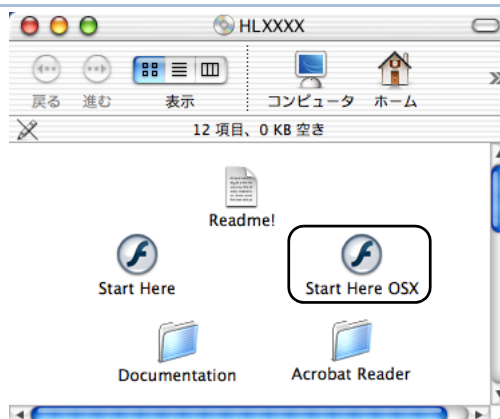 HLXXXX
戻る 進む 表示 コンピュータ ホーム
12 項目、0 KB 空き
Readme!
Start Here Start Here OSX
Documentation Acrobat Reader